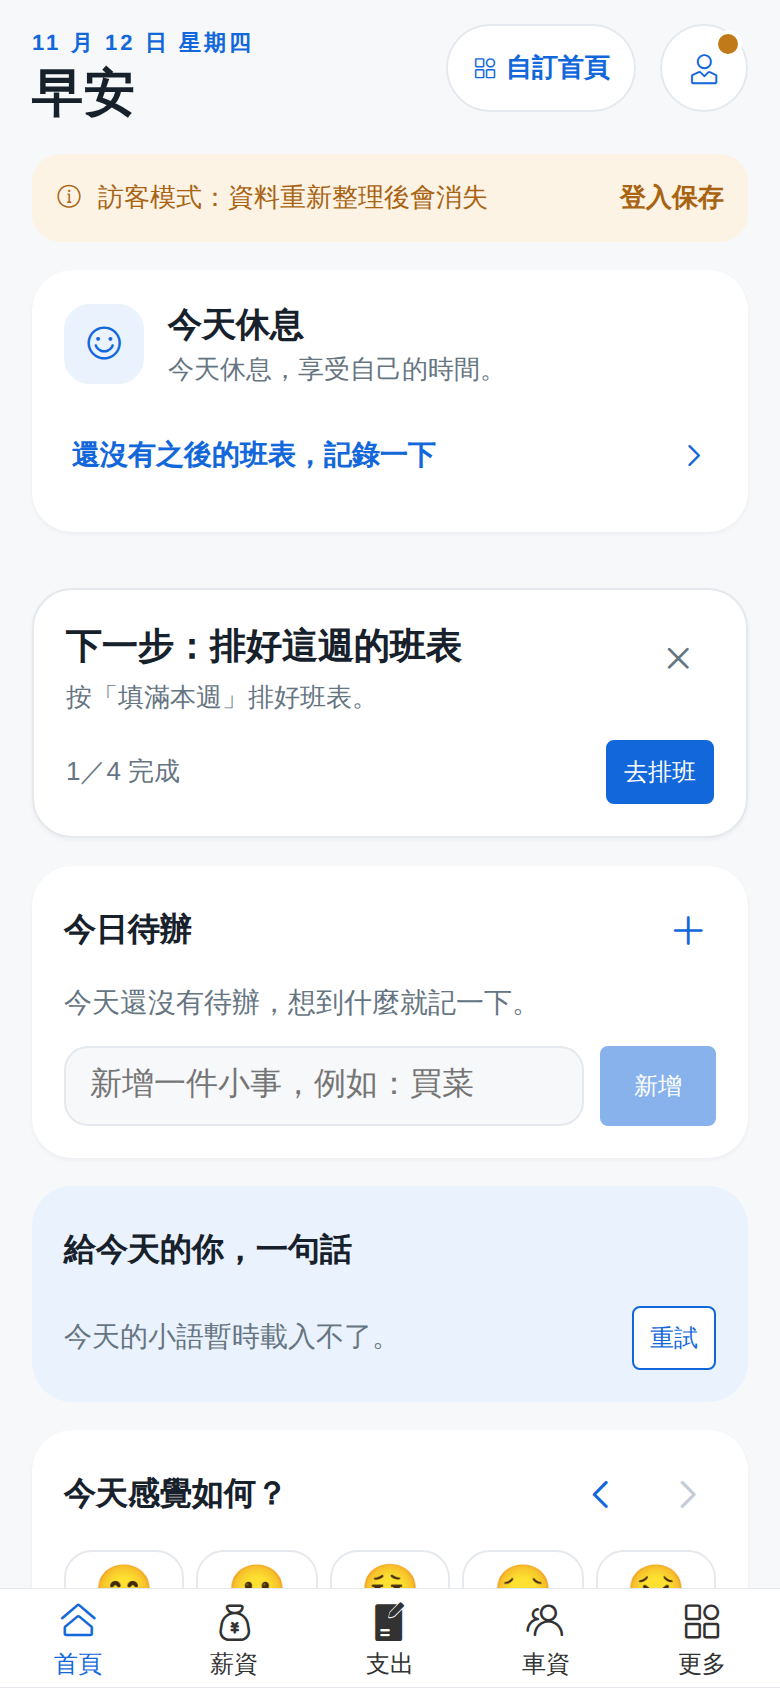 11 月 12 日 星期四
早安
自訂首頁
訪客模式：資料重新整理後會消失
登入保存
今天休息
今天休息，享受自己的時間。
還沒有之後的班表，記錄一下
下一步：排好這週的班表
按「填滿本週」排好班表。
1／4 完成
去排班
今日待辦
今天還沒有待辦，想到什麼就記一下。
新增一件小事，例如：買菜
新增
給今天的你，一句話
今天的小語暫時載入不了。
重試
今天感覺如何？
首頁
薪資
支出
車資
更多